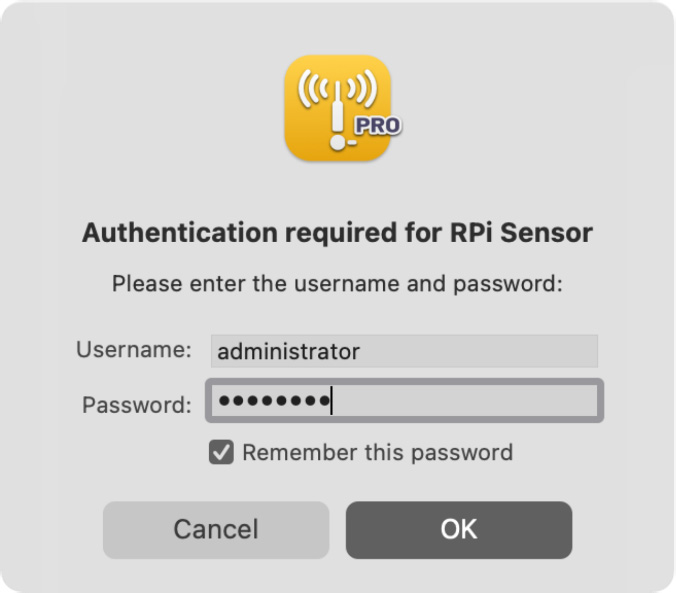 PRO
Authentication required for RPi Sensor
Please enter the username and password:
Username: administrator
Password: ••••••••
Remember this password
Cancel OK